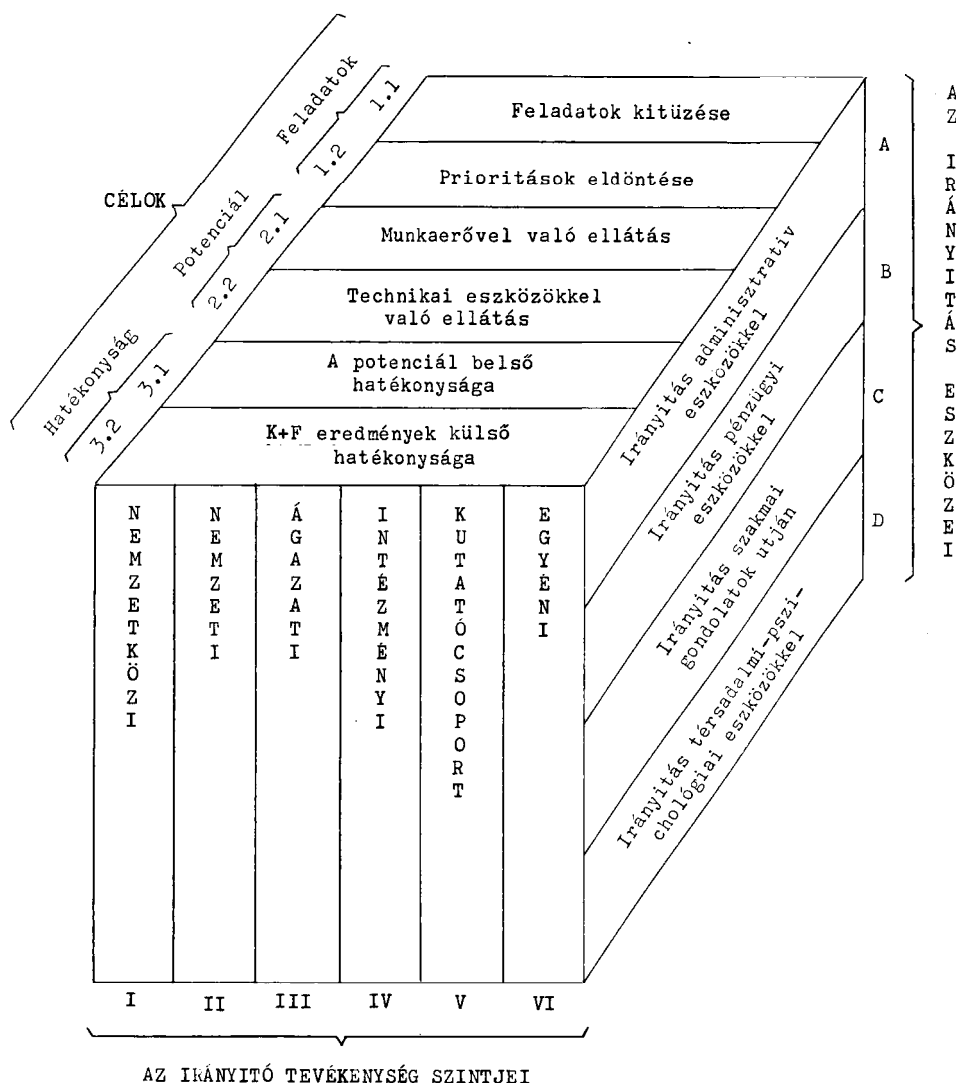 CÉLOK
Feladatok
1.1
1.2
Potenciál
2.1
2.2
Hatékonyság
3.1
3.2
Feladatok kitüzése
Prioritások eldöntése
Munkaerővel való ellátás
Technikai eszközökkel
való ellátás
A potenciál belső
hatékonysága
K+F eredmények külső
hatékonysága
A
Irányitás adminisztrativ
eszközökkel
B
Irányitás pénzügyi
eszközökkel
C
Irányitás szakmai
gondolatok utján
D
Irányitás térsadalmi-pszi-
chológiai eszközökkel
AZ IRÁNYITÁS ESZKÖZEI
NEMZETKÖZI
NEMZETI
ÁGAZATI
INTÉZMÉNYI
KUTATÓCSOPORT
EGYÉNI
I II III IV V VI
AZ IRÁNYITÓ TEVÉKENYSÉG SZINTJEI